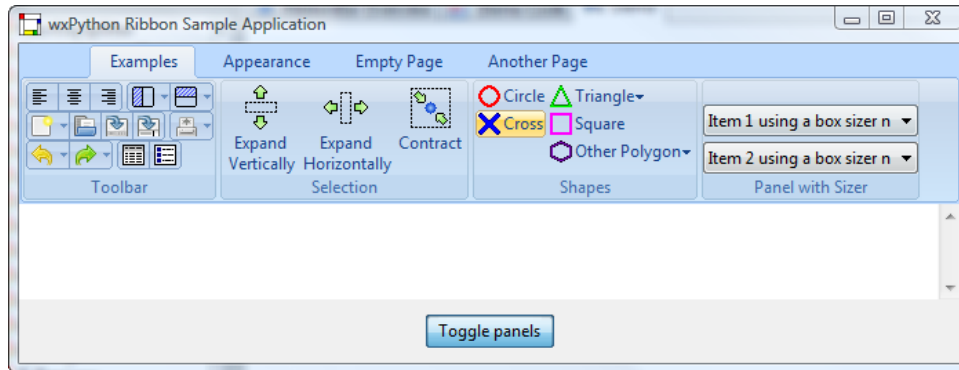 wxPython Ribbon Sample Application
Examples Appearance Empty Page Another Page
Circle Triangle
Cross Square
Other Polygon
Expand Vertically
Expand Horizontally
Contract
Item 1 using a box sizer n
Item 2 using a box sizer n
Toolbar Selection Shapes Panel with Sizer
Toggle panels